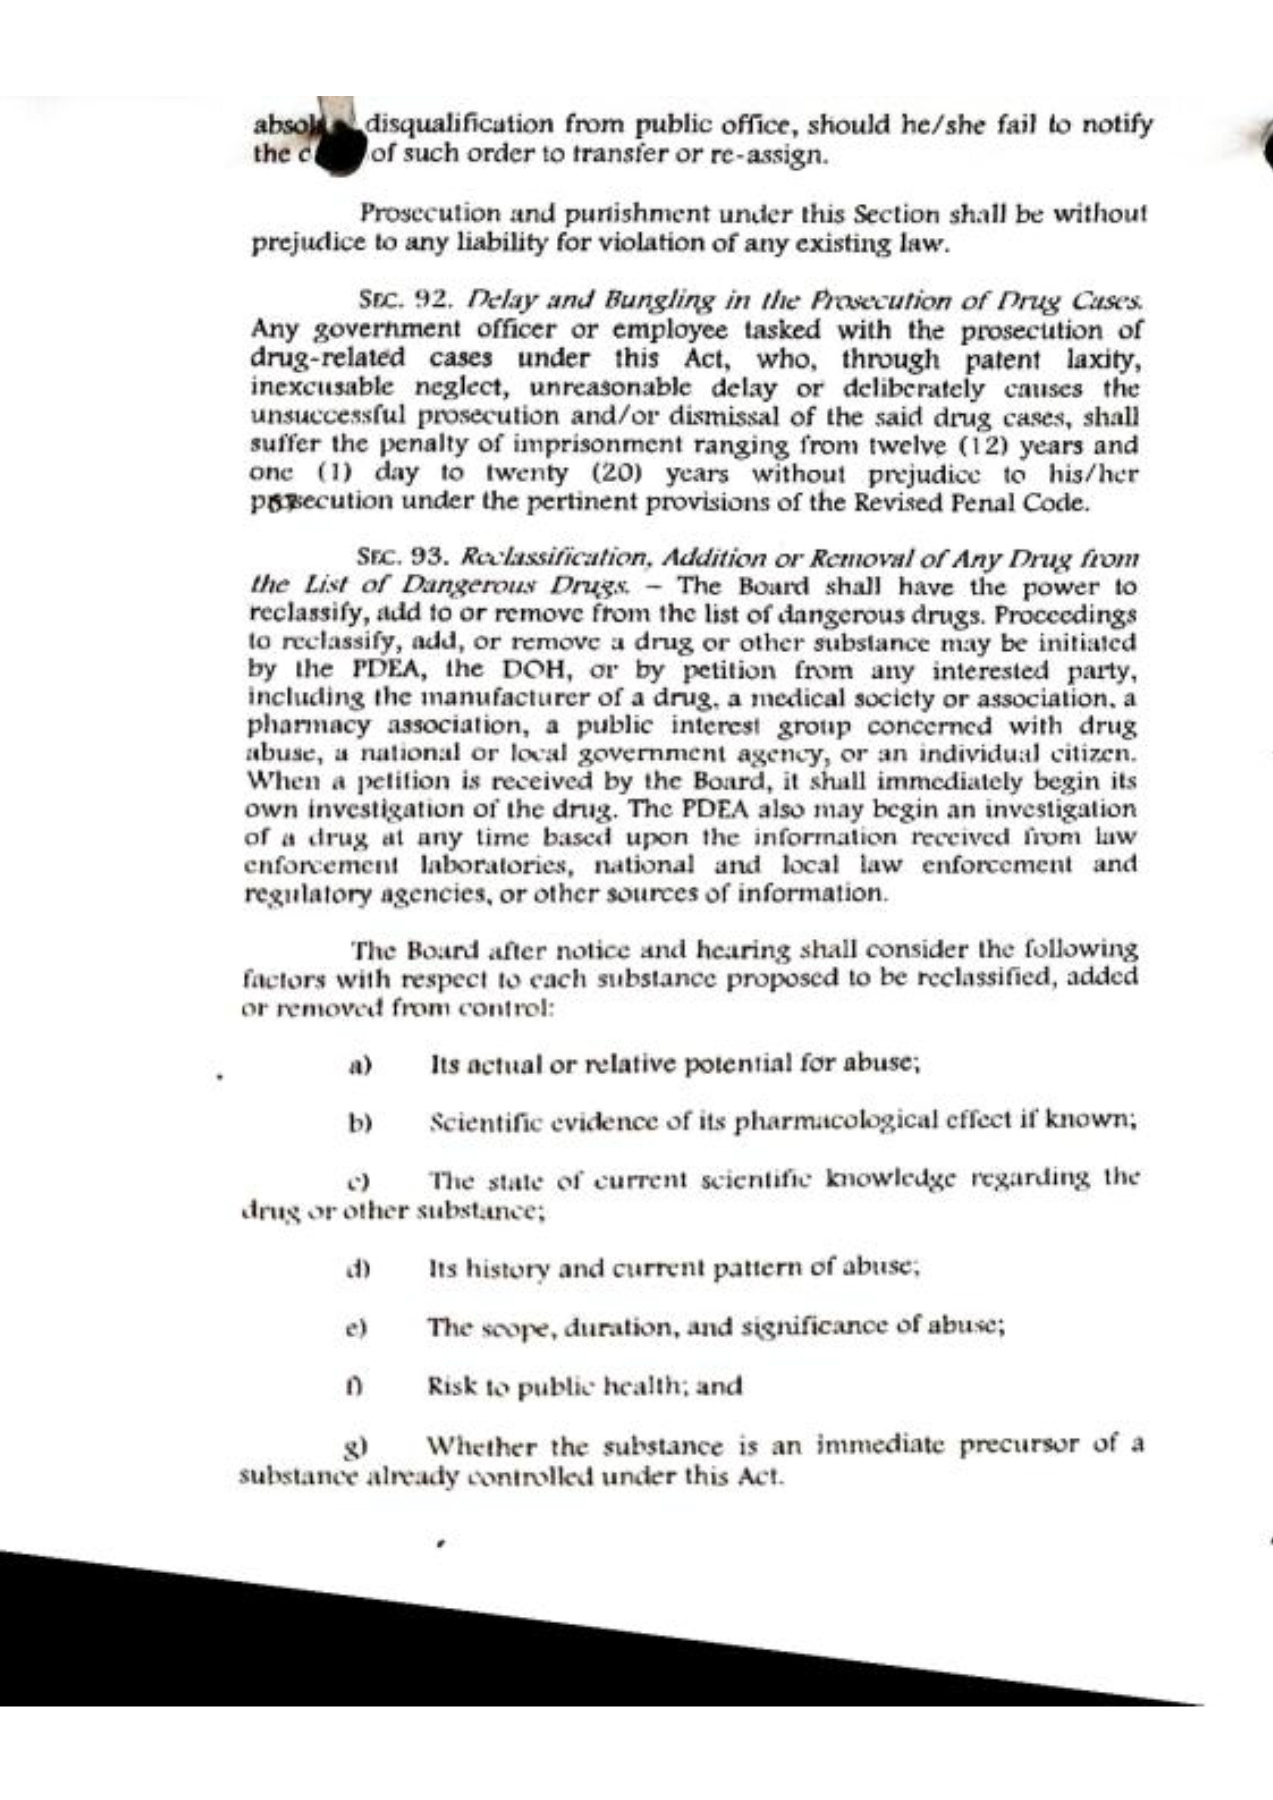 disqualification from public office, should he/she fail to notify
the of such order to transfer or re-assign.
Prosecution and punishment under this Section shall be without
prejudice to any liability for violation of any existing law.
SEC. 92. Delay and Bungling in the Prosecution of Drug Cases.
Any government officer or employee tasked with the prosecution of
drug-related cases under this Act, who, through patent laxity,
inexcusable neglect, unreasonable delay or deliberately causes the
unsuccessful prosecution and/or dismissal of the said drug cases, shall
suffer the penalty of imprisonment ranging from twelve (12) years and
one (1) day to twenty (20) years without prejudice to his/her
prosecution under the pertinent provisions of the Revised Penal Code.
SEC. 93. Reclassification, Addition or Removal of Any Drug from
the List of Dangerous Drugs. – The Board shall have the power to
reclassify, add to or remove from the list of dangerous drugs. Proceedings
to reclassify, add, or remove a drug or other substance may be initiated
by the PDEA, the DOH, or by petition from any interested party,
including the manufacturer of a drug, a medical society or association, a
pharmacy association, a public interest group concerned with drug
abuse, a national or local government agency, or an individual citizen.
When a petition is received by the Board, it shall immediately begin its
own investigation of the drug. The PDEA also may begin an investigation
of a drug at any time based upon the information received from law
enforcement laboratories, national and local law enforcement and
regulatory agencies, or other sources of information.
The Board after notice and hearing shall consider the following
factors with respect to each substance proposed to be reclassified, added
or removed from control:
a) Its actual or relative potential for abuse;
b) Scientific evidence of its pharmacological effect if known;
c) The state of current scientific knowledge regarding the
drug or other substance;
d) Its history and current pattern of abuse;
e) The scope, duration, and significance of abuse;
f) Risk to public health; and
g) Whether the substance is an immediate precursor of a
substance already controlled under this Act.